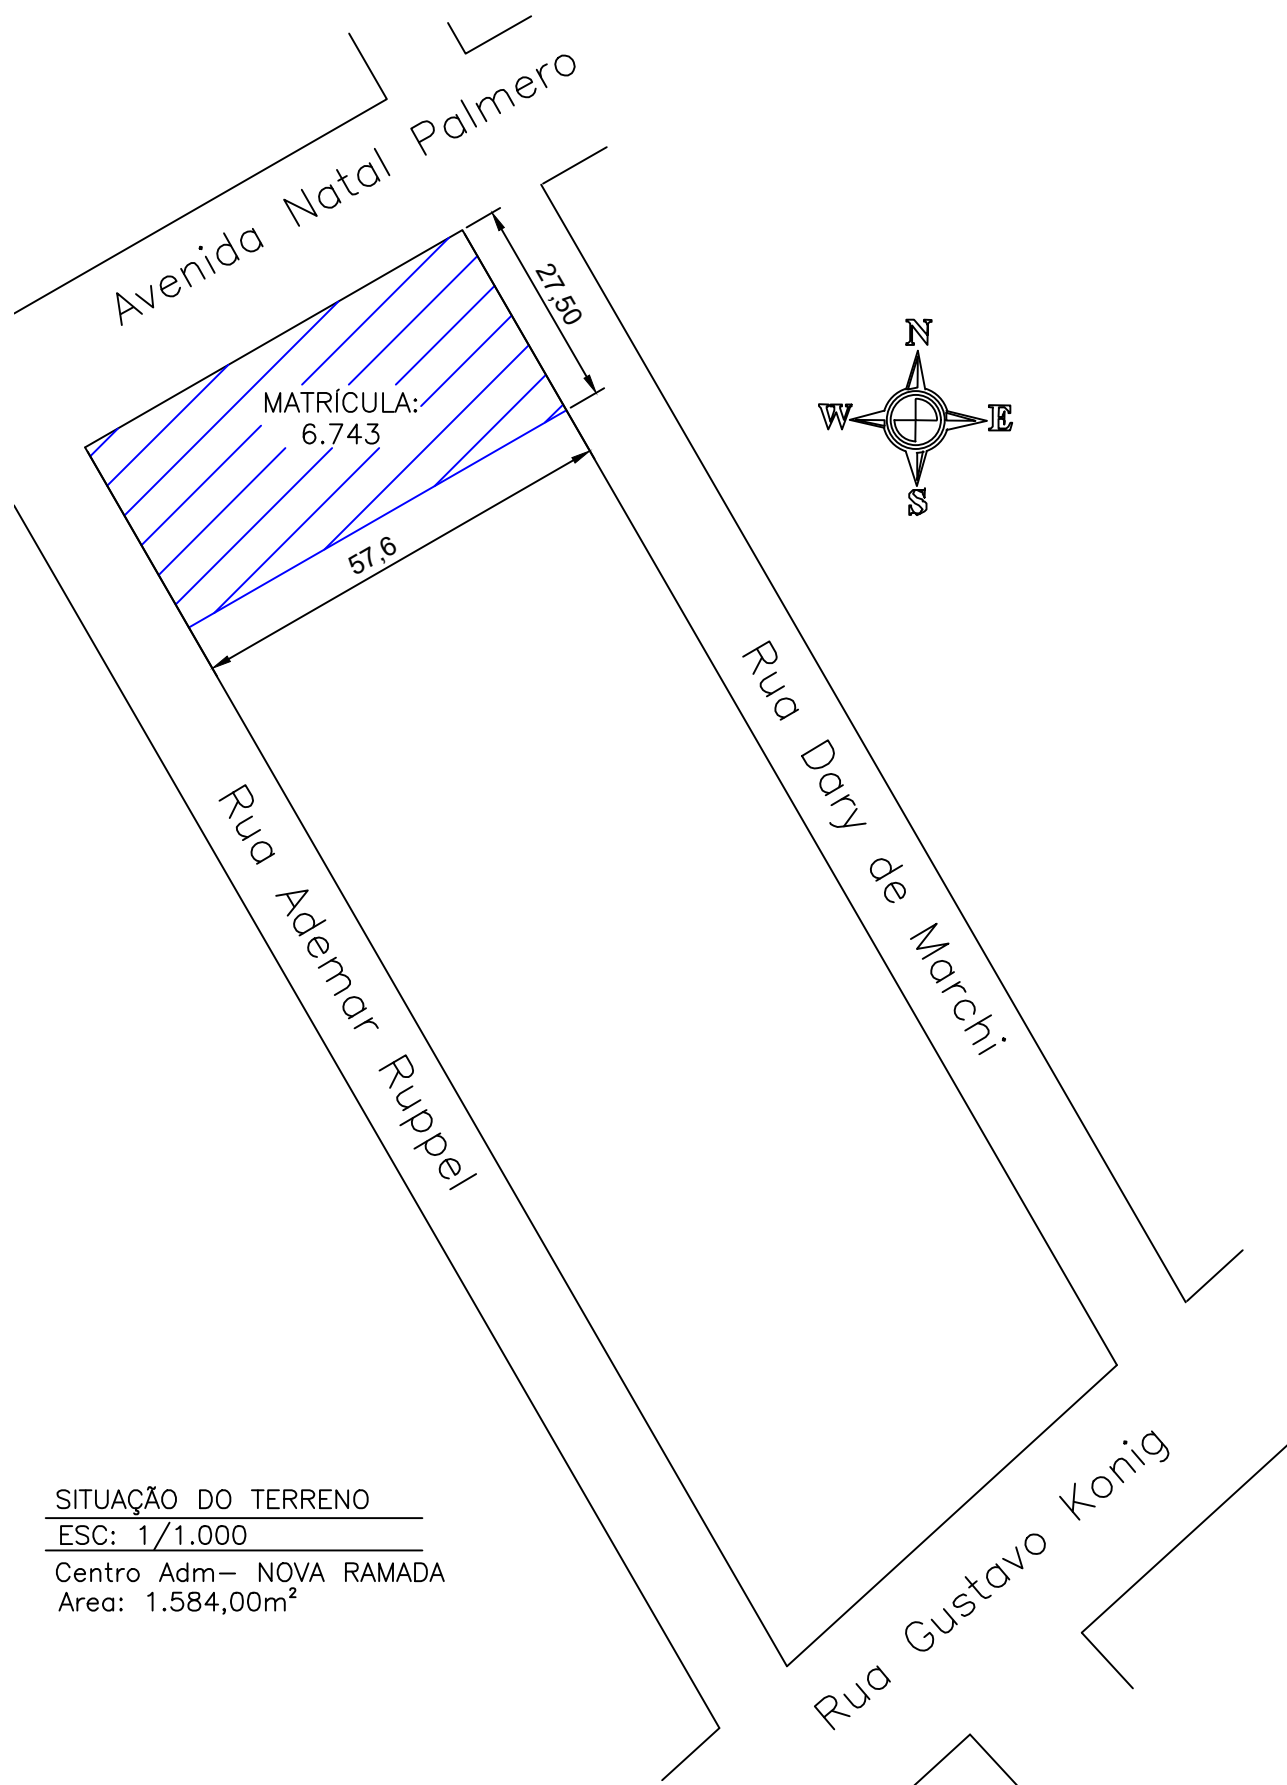 Avenida Natal Palmero
27,50
MATRÍCULA:
6.743
57,6
N
W
E
S
Rua Dary de Marchi
Rua Ademar Ruppel
Rua Gustavo Konig
SITUAÇÃO DO TERRENO
ESC: 1/1.000
Centro Adm– NOVA RAMADA
Area: 1.584,00m²